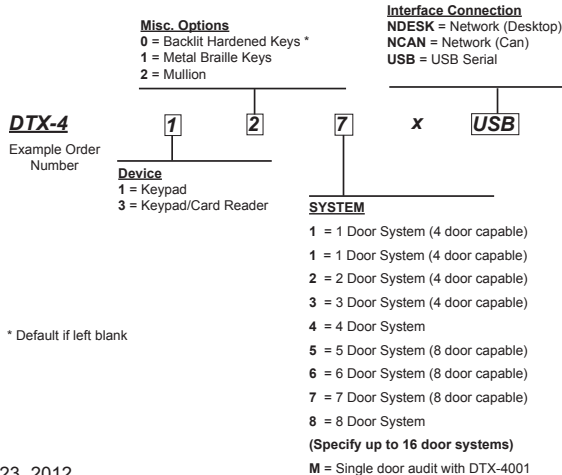 Misc. Options
0 = Backlit Hardened Keys *
1 = Metal Braille Keys
2 = Mullion
Interface Connection
NDESK = Network (Desktop)
NCAN = Network (Can)
USB = USB Serial
DTX-4 1 2 7 x USB
Example Order
Number
Device
1 = Keypad
3 = Keypad/Card Reader
SYSTEM
1 = 1 Door System (4 door capable)
1 = 1 Door System (4 door capable)
2 = 2 Door System (4 door capable)
3 = 3 Door System (4 door capable)
4 = 4 Door System
5 = 5 Door System (8 door capable)
6 = 6 Door System (8 door capable)
7 = 7 Door System (8 door capable)
8 = 8 Door System
(Specify up to 16 door systems)
M = Single door audit with DTX-4001
* Default if left blank
23, 2012